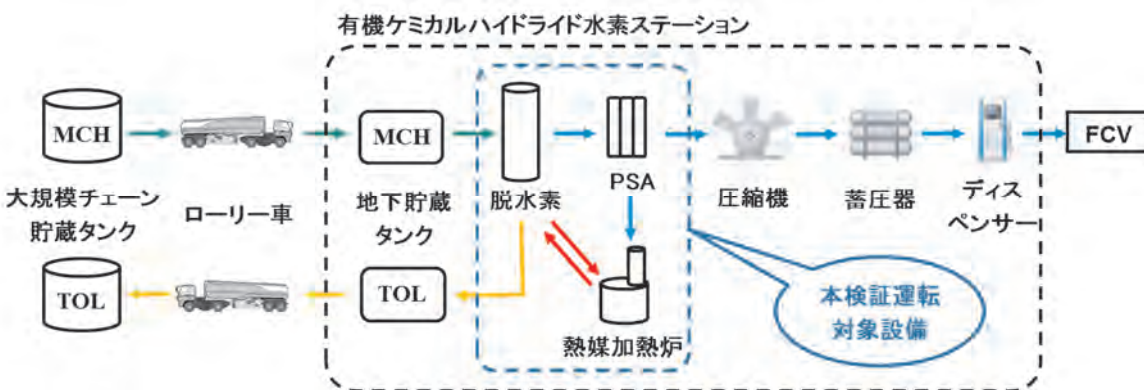 有機ケミカルハイドライド水素ステーション
MCH
大規模チェーン
貯蔵タンク
ローリー車
MCH
地下貯蔵
タンク
脱水素
PSA
圧縮機
蓄圧器
ディス
ペンサー
FCV
TOL
TOL
熱媒加熱炉
本検証運転
対象設備